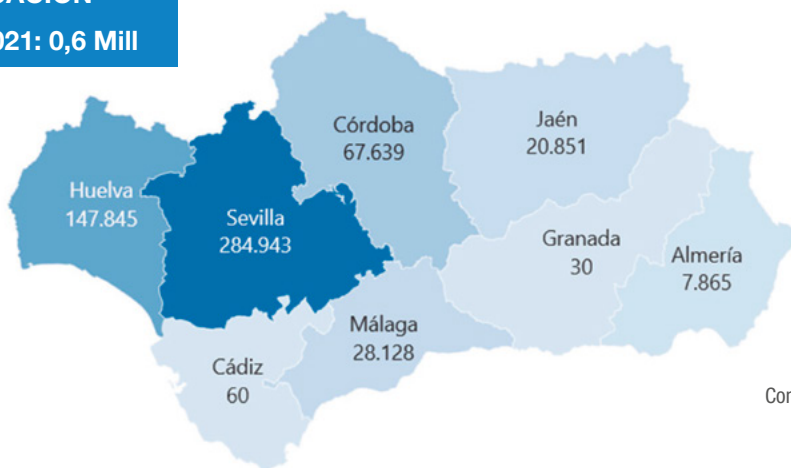 021: 0,6 Mill
Córdoba
67.639
Jaén
20.851
Huelva
147.845
Sevilla
284.943
Granada
30
Almería
7.865
Málaga
28.128
Cádiz
60